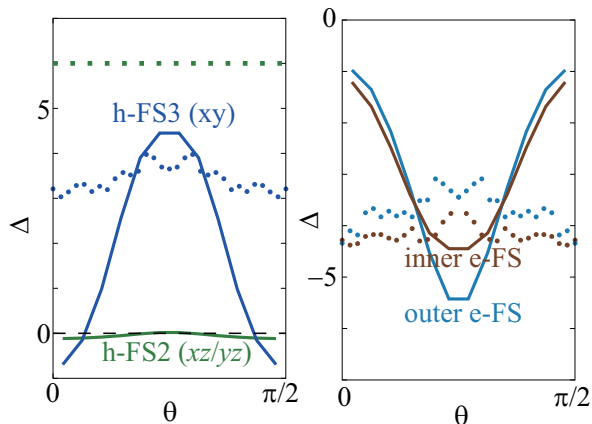 5
0
Δ
h-FS3 (xy)
h-FS2 (xz/yz)
0
π/2
θ
0
−5
Δ
inner e-FS
outer e-FS
0
π/2
θ